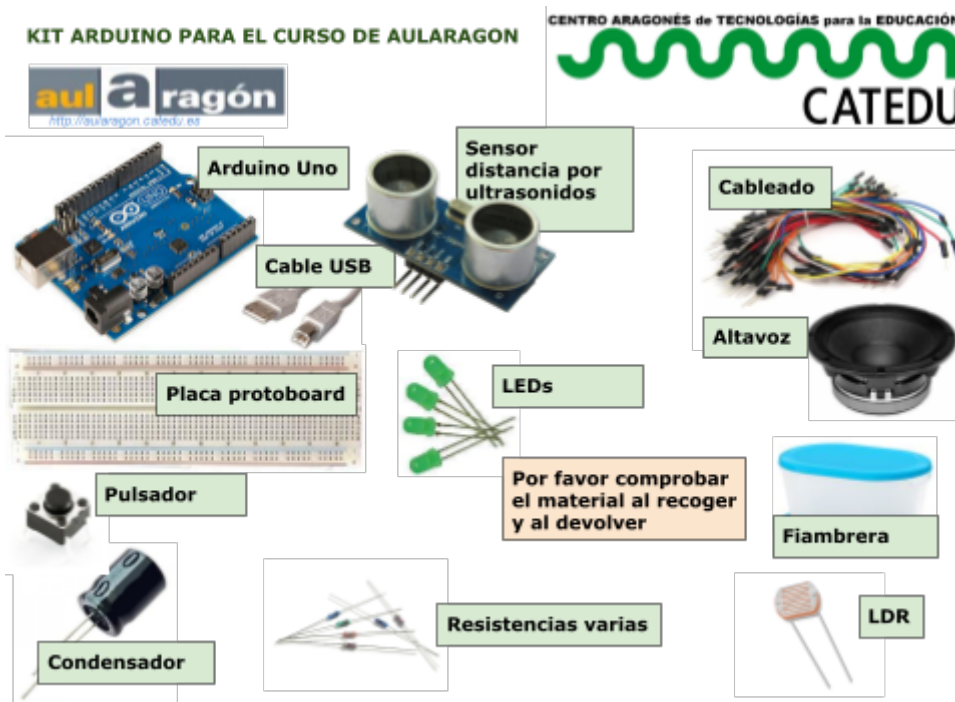 KIT ARDUINO PARA EL CURSO DE AULARAGON
CENTRO ARAGONÉS de TECNOLOGÍAS para la EDUCACIÓN
CATEDU
aul a ragón
http://aularagon.catedu.es
Arduino Uno
Sensor
distancia por
ultrasonidos
Cableado
Cable USB
Altavoz
Placa protoboard
LEDs
Por favor comprobar
el material al recoger
y al devolver
Pulsador
Fiambrera
Condensador
Resistencias varias
LDR